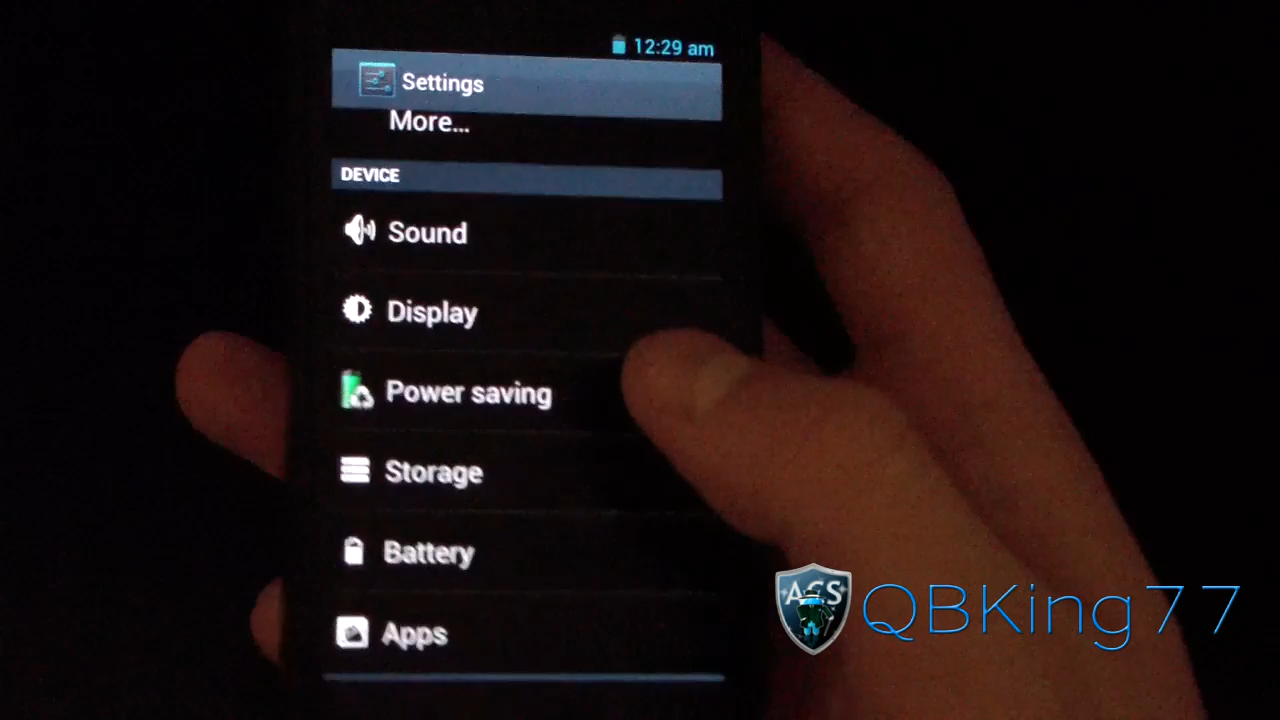 12:29 am
Settings
More...
DEVICE
Sound
Display
Power saving
Storage
Battery
Apps
ACS
QBKing77